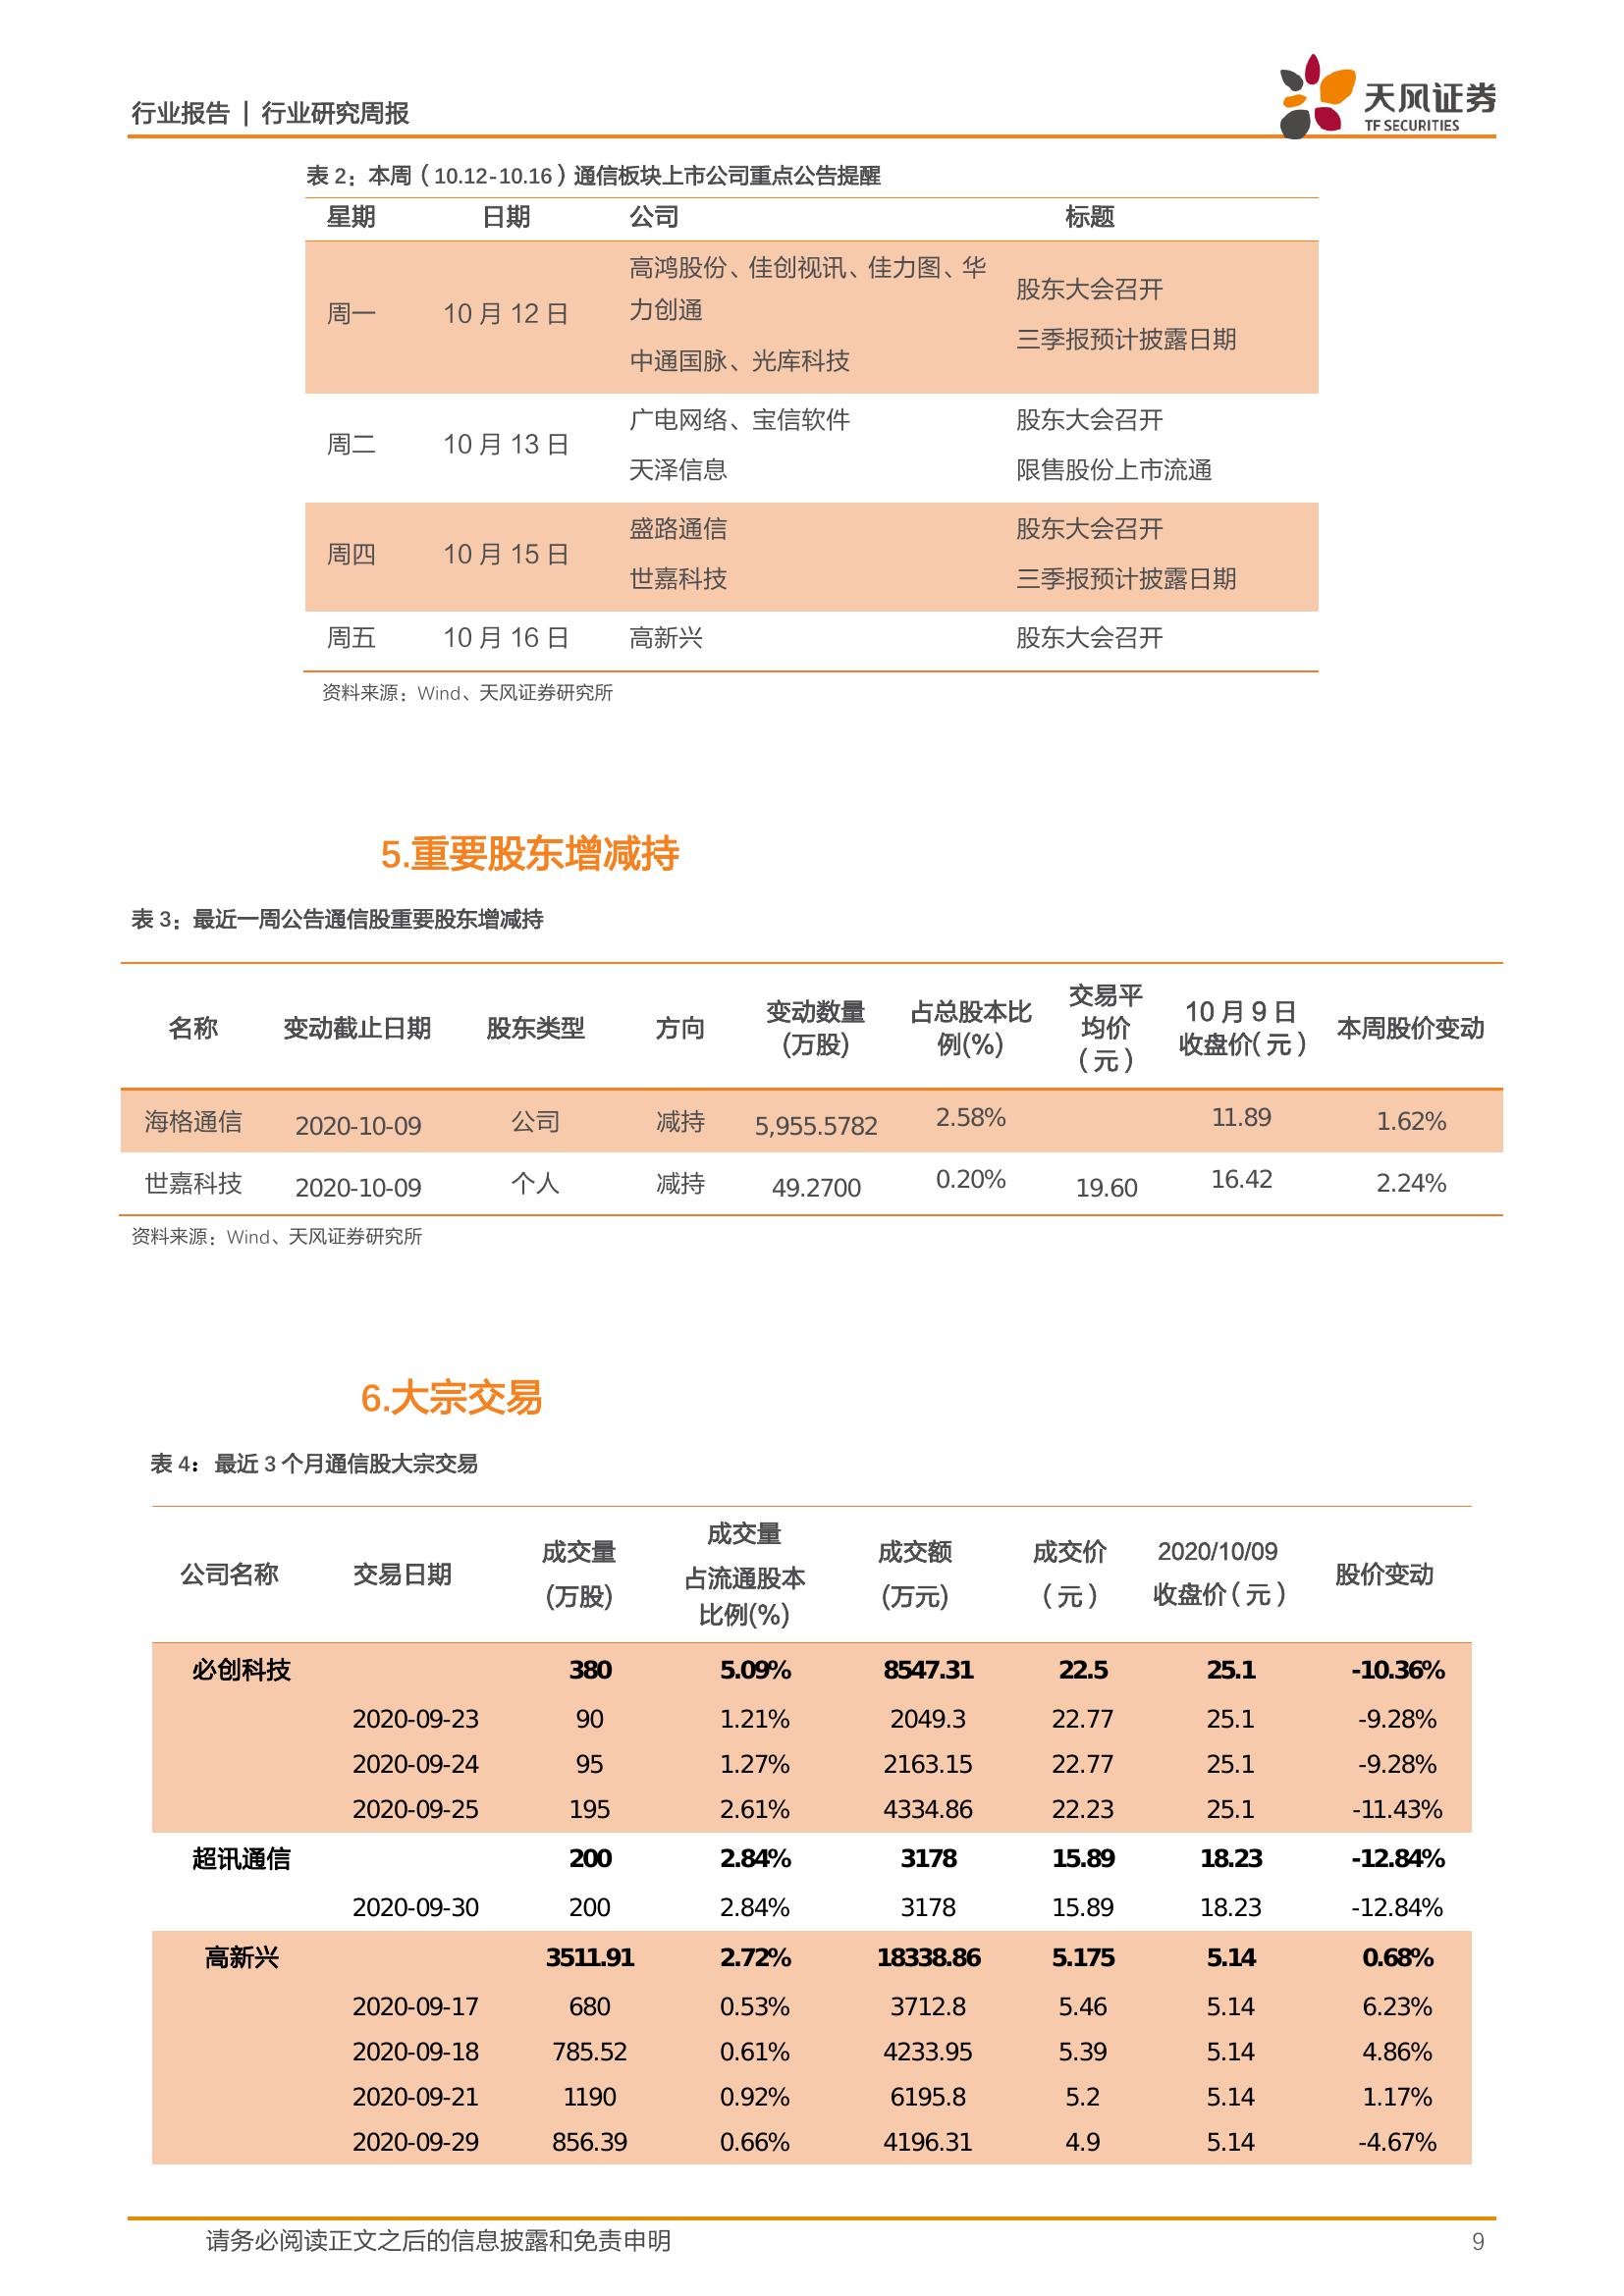 行业报告 | 行业研究周报
天风证券
TF SECURITIES
表 2：本周（10.12-10.16）通信板块上市公司重点公告提醒
星期 日期 公司 标题
周一 10 月 12 日 高鸿股份、佳创视讯、佳力图、华
力创通
中通国脉、光库科技
股东大会召开
三季报预计披露日期
周二 10 月 13 日 广电网络、宝信软件 股东大会召开
天泽信息 限售股份上市流通
周四 10 月 15 日 盛路通信 股东大会召开
世嘉科技 三季报预计披露日期
周五 10 月 16 日 高新兴 股东大会召开
资料来源：Wind、天风证券研究所
5.重要股东增减持
表 3：最近一周公告通信股重要股东增减持
名称 变动截止日期 股东类型 方向 变动数量
(万股) 占总股本比
例(%) 交易平
均价
（元） 10 月 9 日
收盘价（元） 本周股价变动
海格通信 2020-10-09 公司 减持 5,955.5782 2.58% 11.89 1.62%
世嘉科技 2020-10-09 个人 减持 49.2700 0.20% 19.60 16.42 2.24%
资料来源：Wind、天风证券研究所
6.大宗交易
表 4：最近 3 个月通信股大宗交易
公司名称 交易日期 成交量
(万股) 成交量
占流通股本
比例(%) 成交额
(万元) 成交价
（元） 2020/10/09
收盘价（元） 股价变动
必创科技 380 5.09% 8547.31 22.5 25.1 -10.36%
2020-09-23 90 1.21% 2049.3 22.77 25.1 -9.28%
2020-09-24 95 1.27% 2163.15 22.77 25.1 -9.28%
2020-09-25 195 2.61% 4334.86 22.23 25.1 -11.43%
超讯通信 200 2.84% 3178 15.89 18.23 -12.84%
2020-09-30 200 2.84% 3178 15.89 18.23 -12.84%
高新兴 3511.91 2.72% 18338.86 5.175 5.14 0.68%
2020-09-17 680 0.53% 3712.8 5.46 5.14 6.23%
2020-09-18 785.52 0.61% 4233.95 5.39 5.14 4.86%
2020-09-21 1190 0.92% 6195.8 5.2 5.14 1.17%
2020-09-29 856.39 0.66% 4196.31 4.9 5.14 -4.67%
请务必阅读正文之后的信息披露和免责申明 9